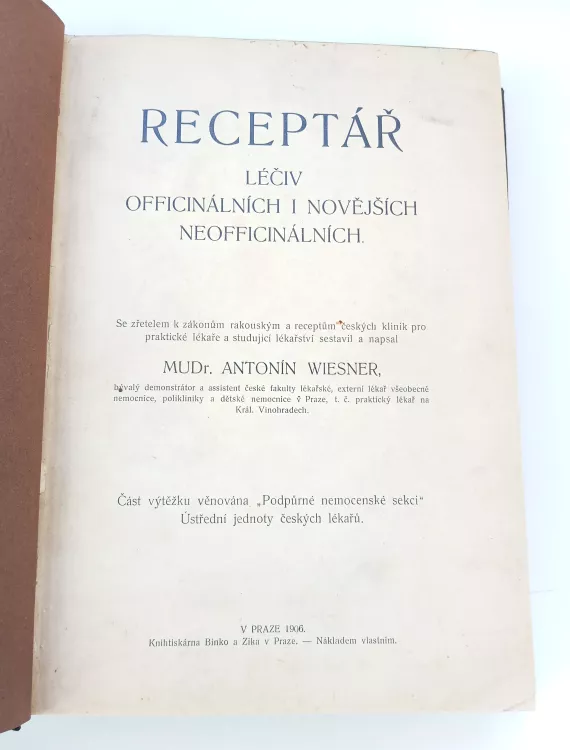 RECEPTÁŘ
LÉČIV
OFFICINÁLNÍCH I NOVĚJŠÍCH
NEOFFICINÁLNÍCH.
Se zřetelem k zákonům rakouským a receptům českých klinik pro
praktické lékaře a studující lékařství sestavil a napsal
MUDr. ANTONÍN WIESNER,
bývalý demonstrátor a assistent české fakulty lékařské, externí lékař všeobecné
nemocnice, polikliniky a dětské nemocnice v Praze, t. č. praktický lékař na
Král. Vinohradech.
Část výtěžku věnována „Podpůrné nemocenské sekci“
Ústřední jednoty českých lékařů.
V PRAZE 1906.
Knihtiskárna Binko a Zika v Praze. — Nákladem vlastním.